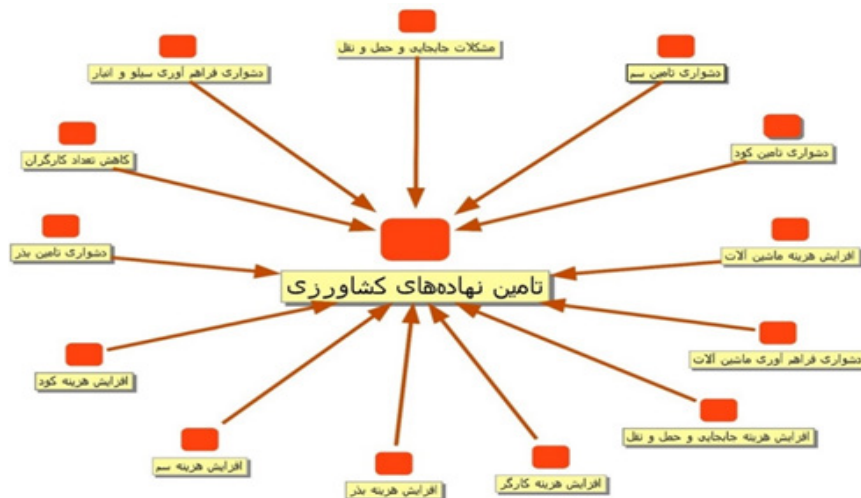 مشکلات جابجایی و حمل و نقل
دشواری تامین سم
دشواری فراهم آوری سیلو و انبار
دشواری تامین کود
کاهش تعداد کارگران
افزایش هزینه ماشین آلات
دشواری تامین بذر
تامین نهاده‌های کشاورزی
دشواری فراهم آوری ماشین آلات
افزایش هزینه کود
افزایش هزینه جابجایی و حمل و نقل
افزایش هزینه سم
افزایش هزینه کارگر
افزایش هزینه بذر